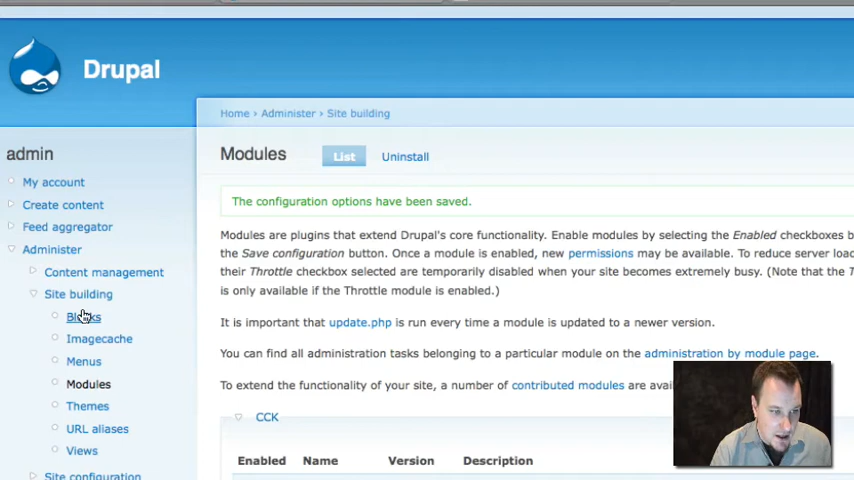 Drupal
Home › Administer › Site building
admin
Modules
List
Uninstall
My account
Create content
Feed aggregator
Administer
Content management
Site building
Blocks
Imagecache
Menus
Modules
Themes
URL aliases
Views
Site configuration
The configuration options have been saved.
Modules are plugins that extend Drupal's core functionality. Enable modules by selecting the Enabled checkboxes
the Save configuration button. Once a module is enabled, new permissions may be available. To reduce server
their Throttle checkbox selected are temporarily disabled when your site becomes extremely busy. (Note that the
is only available if the Throttle module is enabled.)
It is important that update.php is run every time a module is updated to a newer version.
You can find all administration tasks belonging to a particular module on the administration by module page.
To extend the functionality of your site, a number of contributed modules are
CCK
Enabled Name Version Description